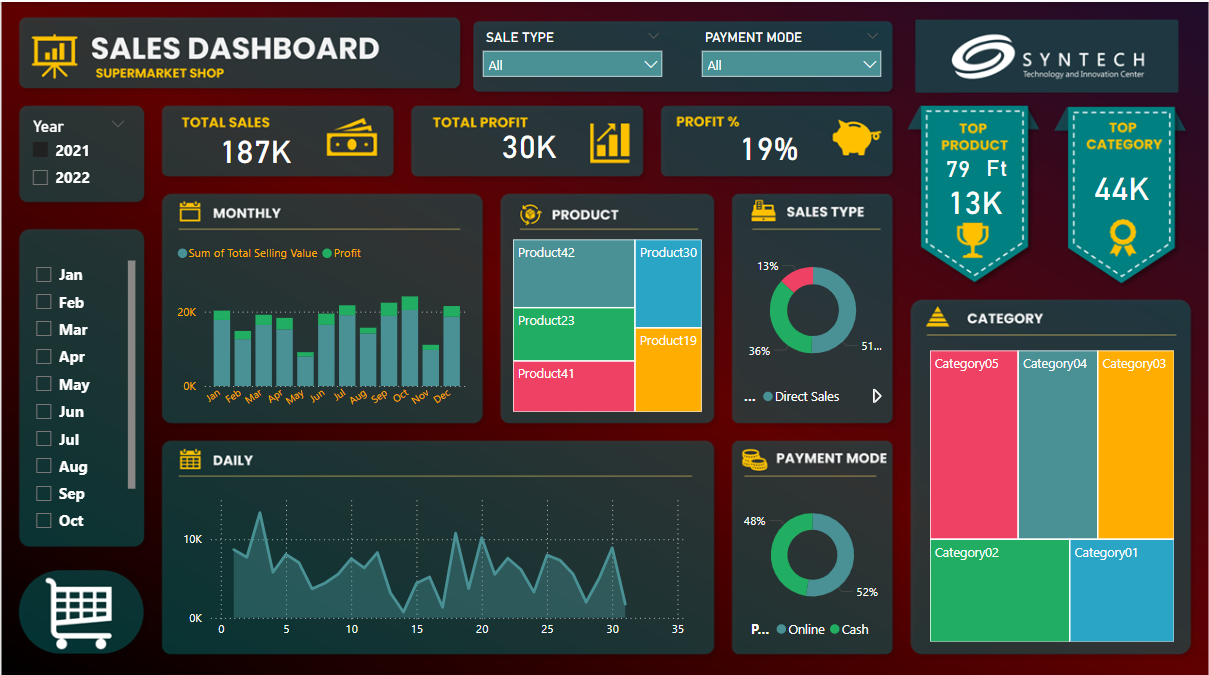 SALES DASHBOARD
SUPERMARKET SHOP
SALE TYPE
All
PAYMENT MODE
All
SYNTECH
Technology and Innovation Center
Year
2021
2022
TOTAL SALES
187K
TOTAL PROFIT
30K
PROFIT %
19%
TOP
PRODUCT
79 Ft
13K
TOP
CATEGORY
44K
Jan
Feb
Mar
Apr
May
Jun
Jul
Aug
Sep
Oct
MONTHLY
Sum of Total Selling Value Profit
20K
0K
Jan Feb Mar Apr May Jun Jul Aug Sep Oct Nov Dec
PRODUCT
Product42
Product30
Product23
Product19
Product41
SALES TYPE
13%
36%
51...
... Direct Sales
CATEGORY
Category05
Category04
Category03
Category02
Category01
DAILY
10K
0K
0 5 10 15 20 25 30 35
PAYMENT MODE
48%
52%
P... Online Cash